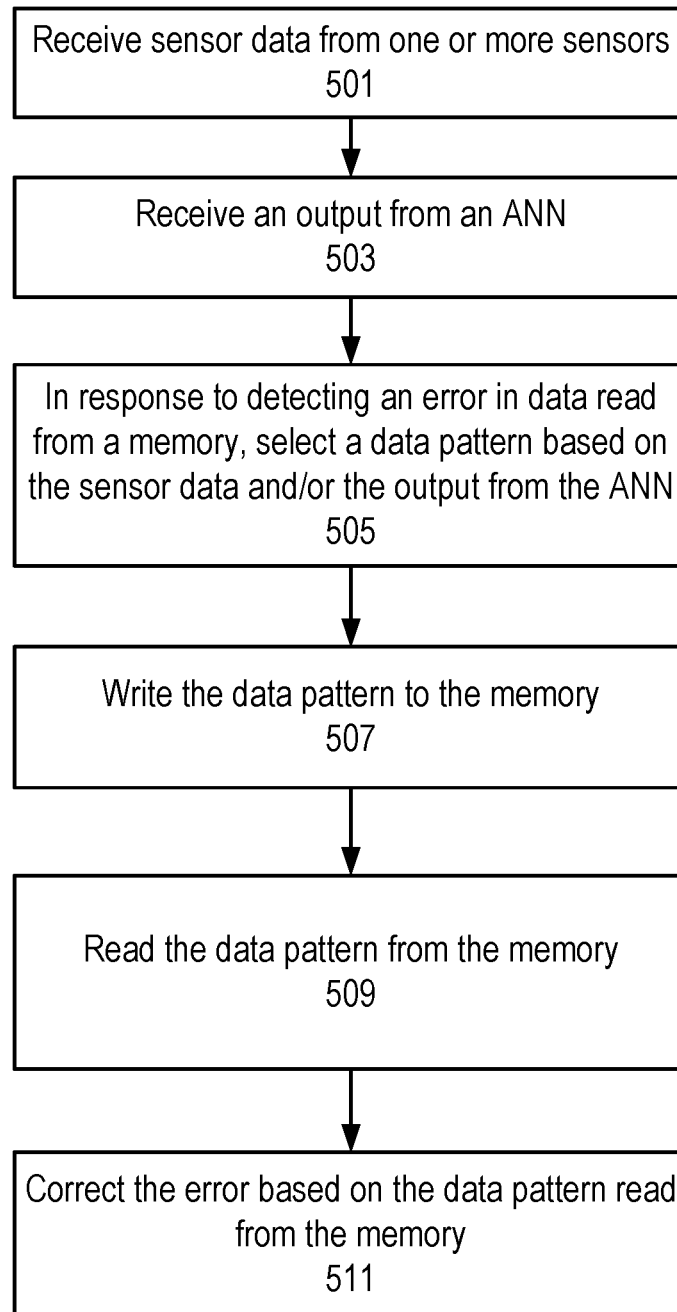 Receive sensor data from one or more sensors
501
Receive an output from an ANN
503
In response to detecting an error in data read
from a memory, select a data pattern based on
the sensor data and/or the output from the ANN
505
Write the data pattern to the memory
507
Read the data pattern from the memory
509
Correct the error based on the data pattern read
from the memory
511